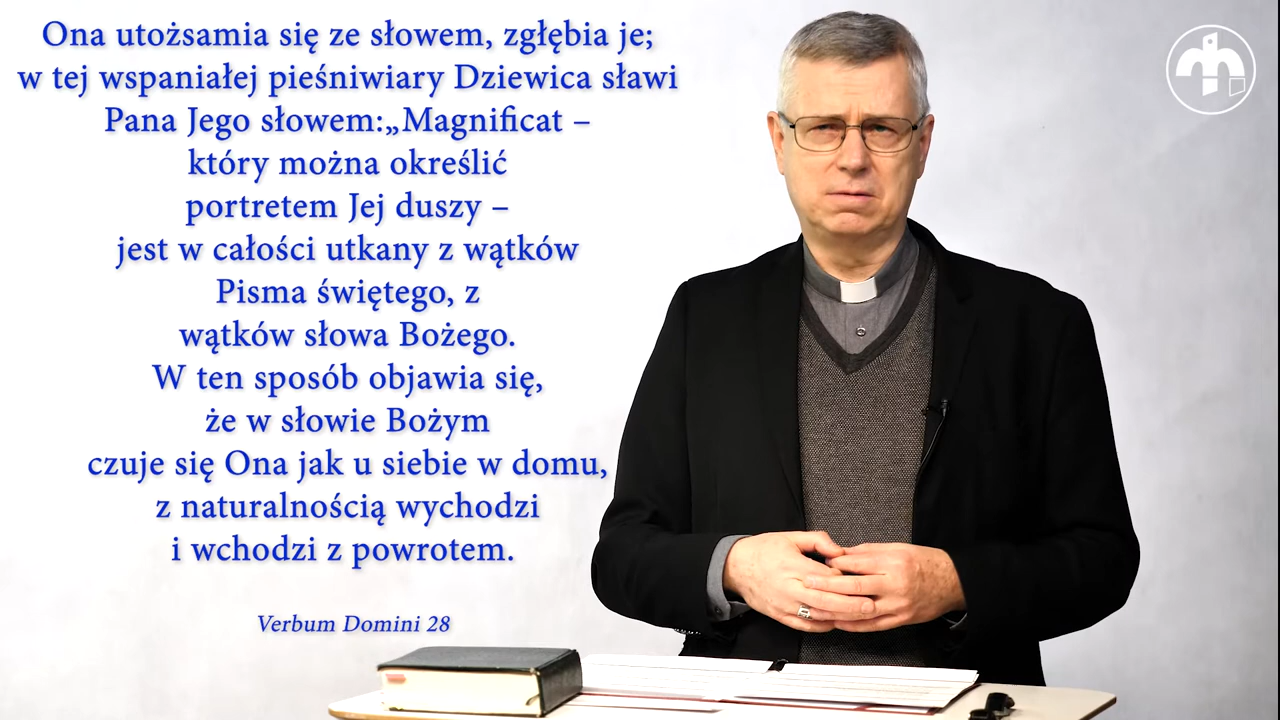 Ona utożsamia się ze słowem, zgłębia je;
w tej wspaniałej pieśniwiary Dziewica sławi
Pana Jego słowem:„Magnificat –
który można określić
portretem Jej duszy –
jest w całości utkany z wątków
Pisma świętego, z
wątków słowa Bożego.
W ten sposób objawia się,
że w słowie Bożym
czuje się Ona jak u siebie w domu,
z naturalnością wychodzi
i wchodzi z powrotem.
Verbum Domini 28